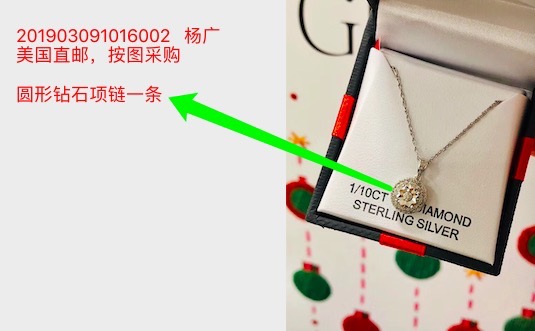 201903091016002 杨广
美国直邮，按图采购
圆形钻石项链一条
G
1/10CT DIAMOND
STERLING SILVER